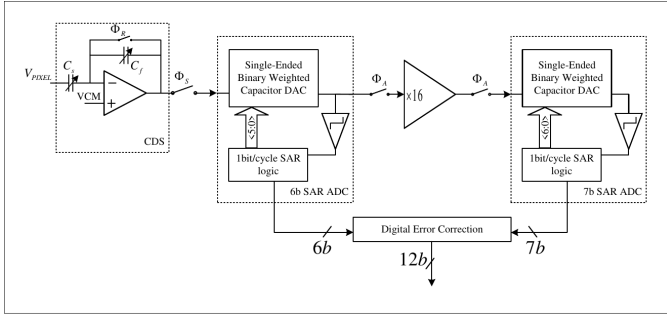 Φ_R
C_s
C_f
V_PIXEL
VCM
CDS
Φ_S
Single-Ended
Binary Weighted
Capacitor DAC
<5:0>
1bit/cycle SAR
logic
6b SAR ADC
Φ_A
×16
Φ_A
Single-Ended
Binary Weighted
Capacitor DAC
<6:0>
1bit/cycle SAR
logic
7b SAR ADC
Digital Error Correction
6b
7b
12b